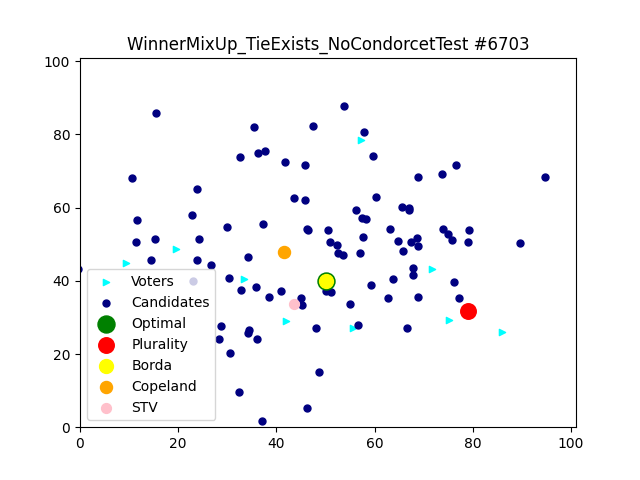 WinnerMixUp_TieExists_NoCondorcetTest #6703
100
80
60
40
20
0
Voters
Candidates
Optimal
Plurality
Borda
Copeland
STV
0 20 40 60 80 100